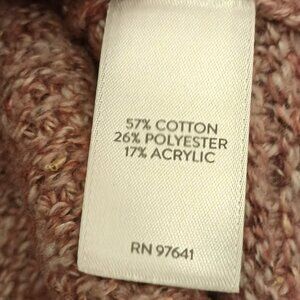 57% COTTON
26% POLYESTER
17% ACRYLIC
RN 97641